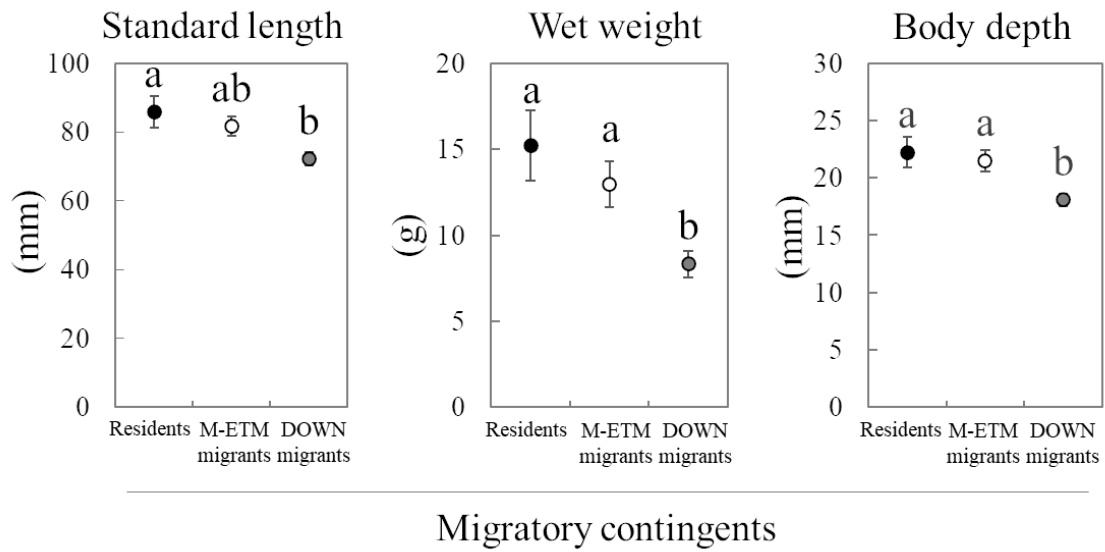 Standard length
100
80
60
40
20
0
(mm)
a
ab
b
Residents
M-ETM
migrants
DOWN
migrants
Wet weight
20
15
10
5
0
(g)
a
a
b
Residents
M-ETM
migrants
DOWN
migrants
Body depth
30
25
20
15
10
5
0
(mm)
a
a
b
Residents
M-ETM
migrants
DOWN
migrants
Migratory contingents